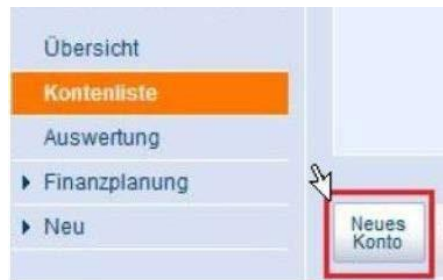 Übersicht
Kontenliste
Auswertung
Finanzplanung
Neu
Neues
Konto